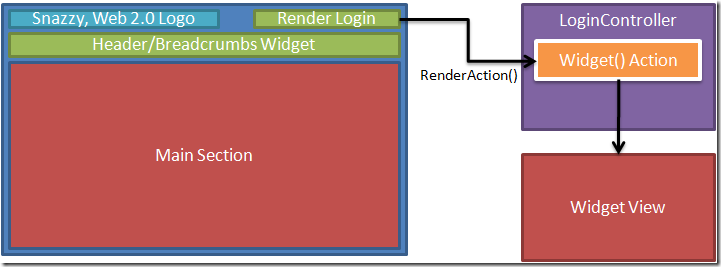 Snazzy, Web 2.0 Logo
Render Login
Header/Breadcrumbs Widget
Main Section
RenderAction()
LoginController
Widget() Action
Widget View